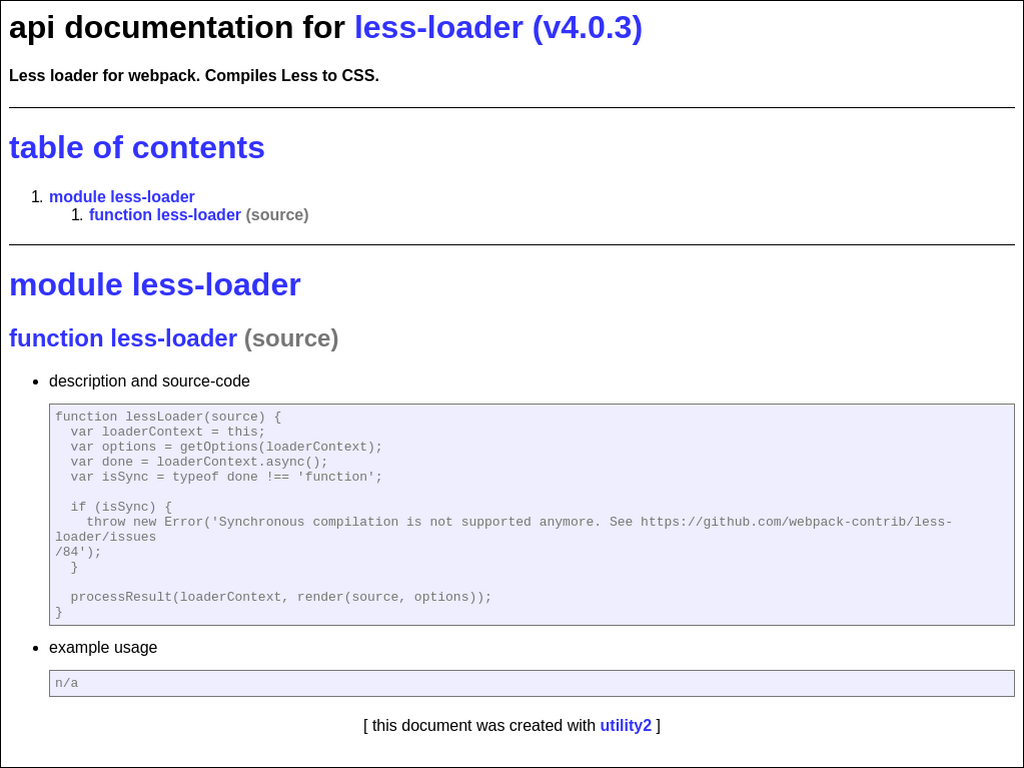 api documentation for less-loader (v4.0.3)
Less loader for webpack. Compiles Less to CSS.
table of contents
1. module less-loader
1. function less-loader (source)
module less-loader
function less-loader (source)
• description and source-code
function lessLoader(source) {
  var loaderContext = this;
  var options = getOptions(loaderContext);
  var done = loaderContext.async();
  var isSync = typeof done !== 'function';

  if (isSync) {
    throw new Error('Synchronous compilation is not supported anymore. See https://github.com/webpack-contrib/less-
loader/issues
/84');
  }

  processResult(loaderContext, render(source, options));
}
• example usage
n/a
[ this document was created with utility2 ]